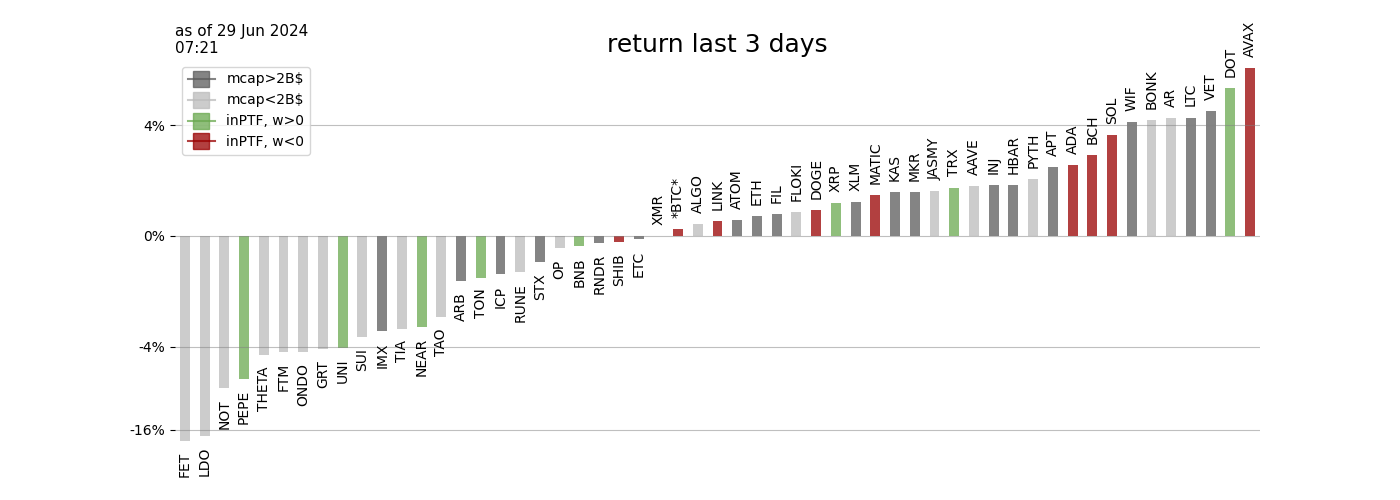 as of 29 Jun 2024
07:21
return last 3 days
mcap>2B$
mcap<2B$
inPTF, w>0
inPTF, w<0
4%
0%
-4%
-16%
FET
LDO
NOT
PEPE
THETA
FTM
ONDO
GRT
UNI
SUI
IMX
TIA
NEAR
TAO
ARB
TON
ICP
RUNE
STX
OP
BNB
RNDR
SHIB
ETC
XMR
*BTC*
ALGO
LINK
ATOM
ETH
FIL
FLOKI
DOGE
XRP
XLM
MATIC
KAS
MKR
JASMY
TRX
AAVE
INJ
HBAR
PYTH
APT
ADA
BCH
SOL
WIF
BONK
AR
LTC
VET
DOT
AVAX